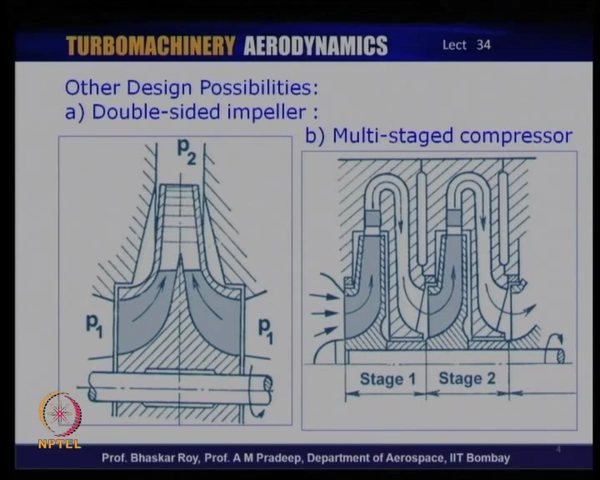 TURBOMACHINERY AERODYNAMICS
Lect 34
Other Design Possibilities:
a) Double-sided impeller :
b) Multi-staged compressor
p2
p1
p1
Stage 1
Stage 2
NPTEL
4
Prof. Bhaskar Roy, Prof. A M Pradeep, Department of Aerospace, IIT Bombay